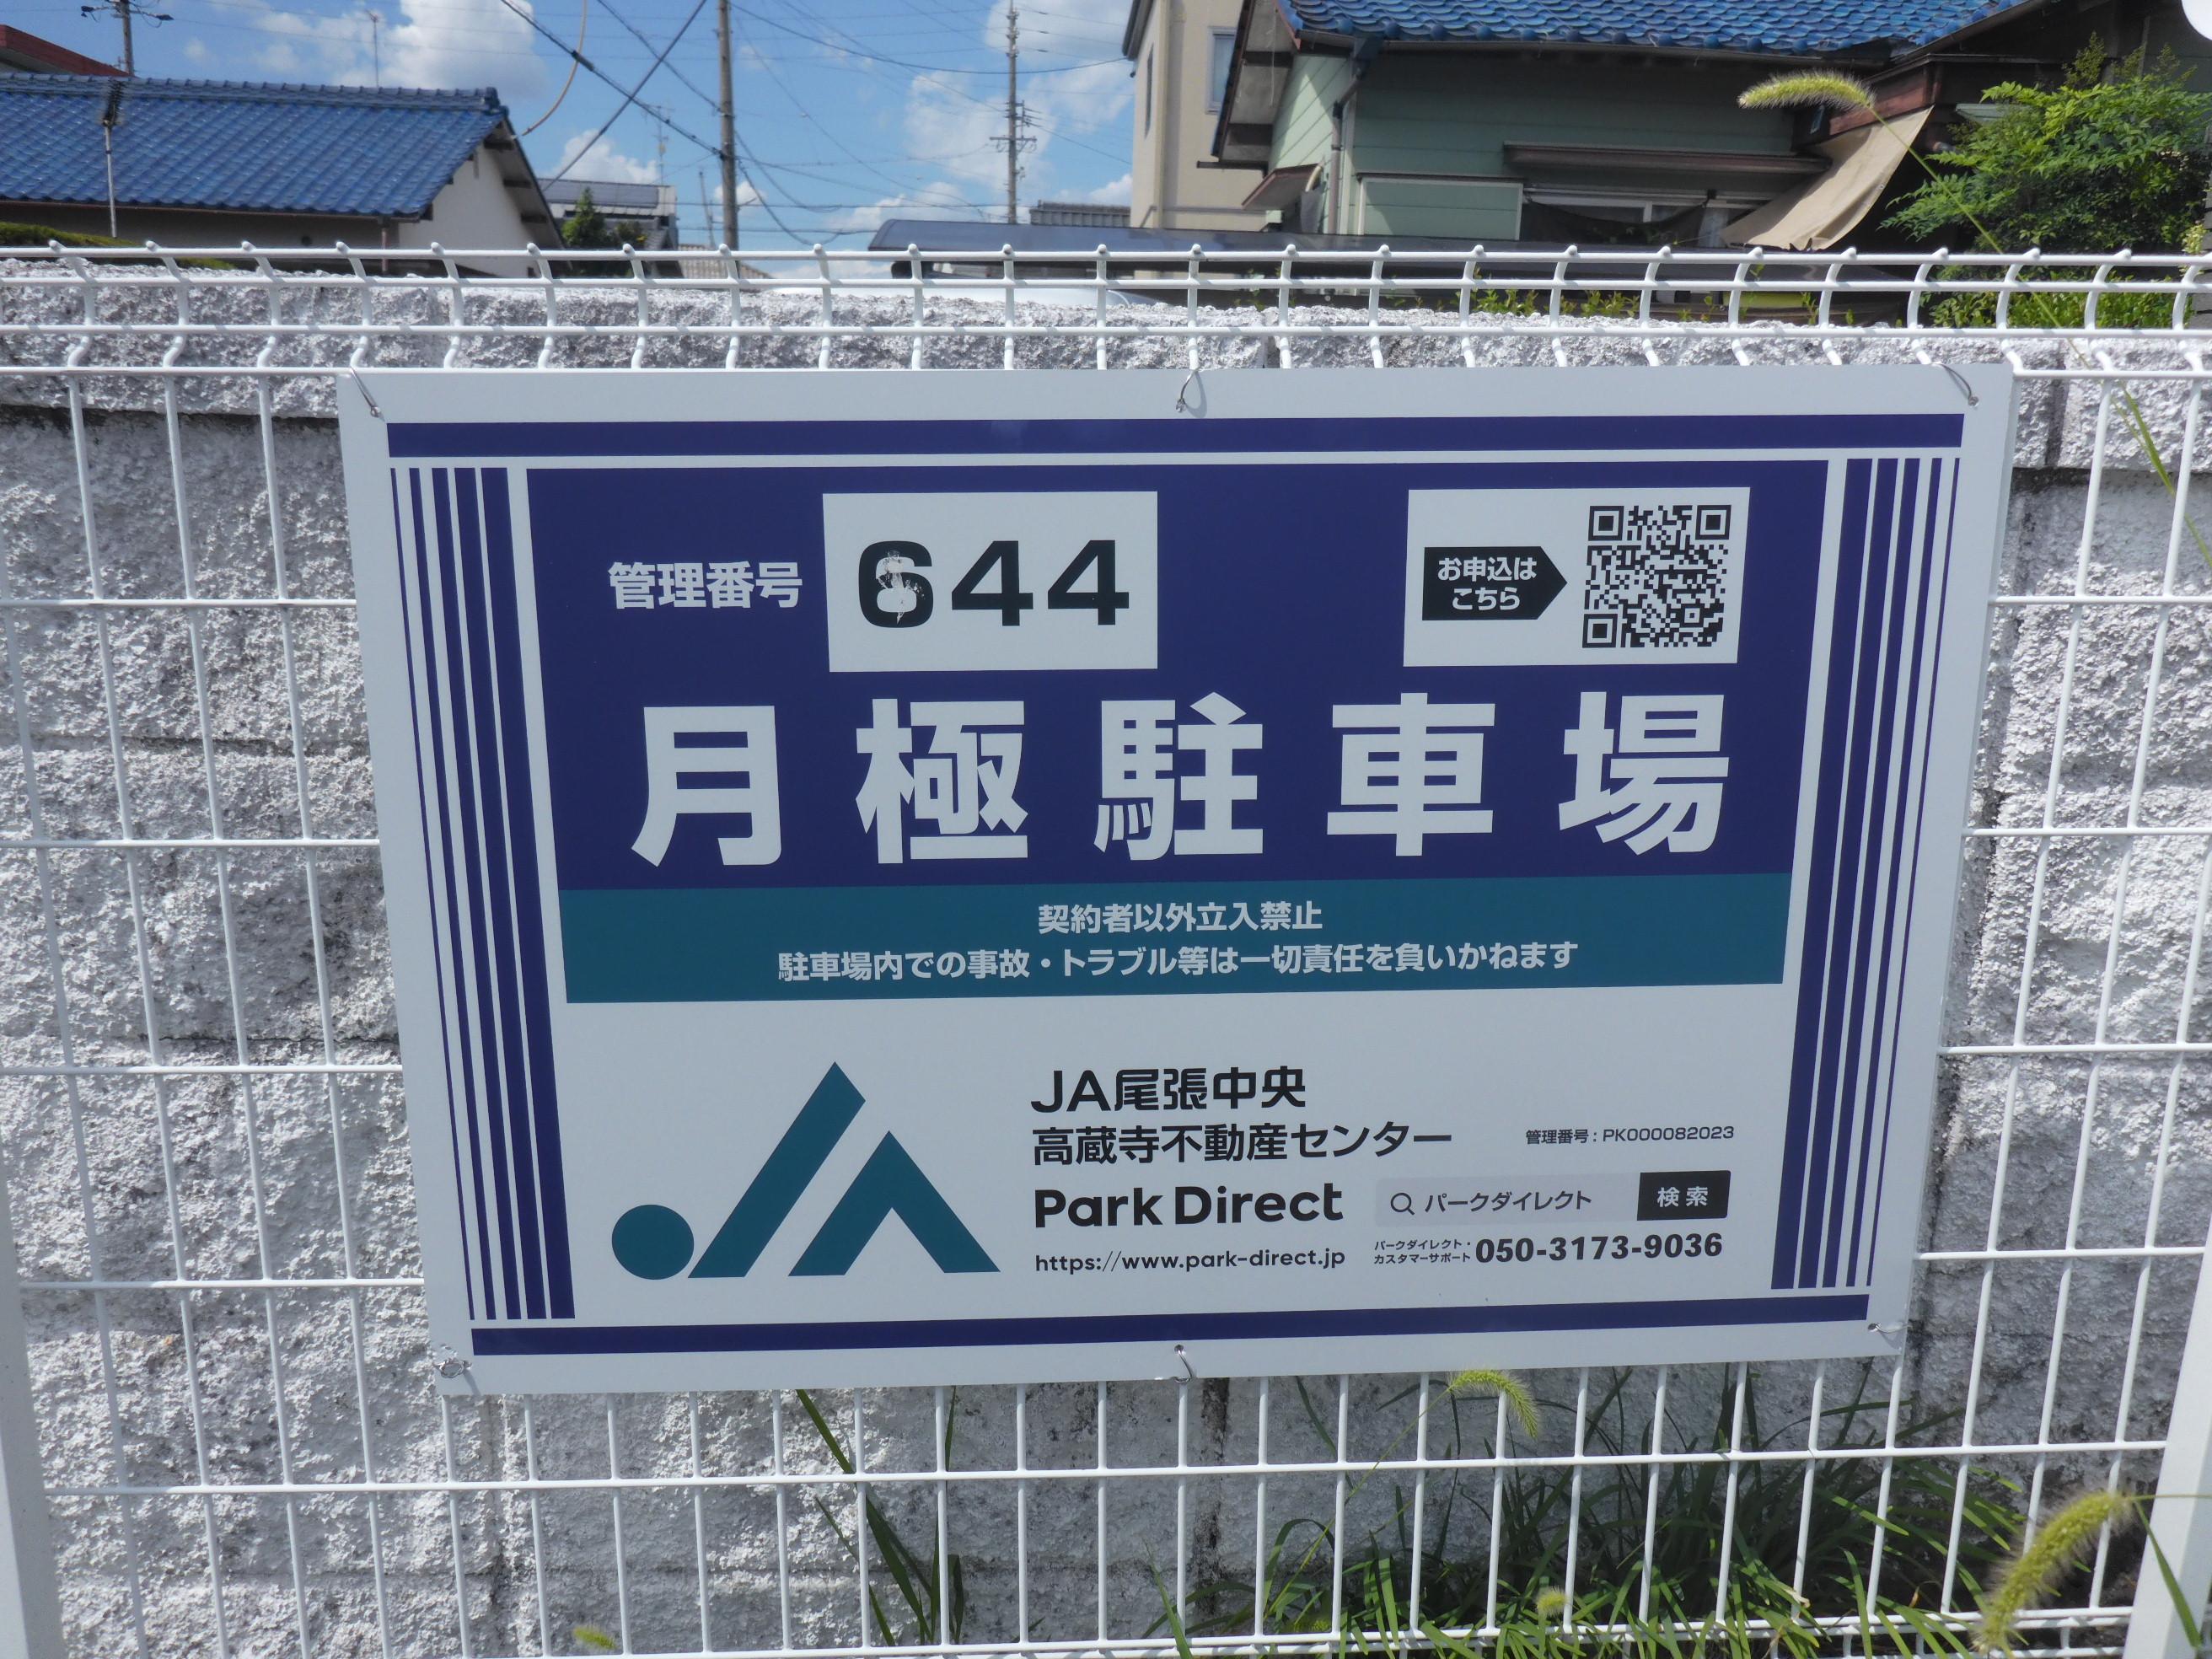 管理番号 644
お申込は
こちら
月極駐車場
契約者以外立入禁止
駐車場内での事故・トラブル等は一切責任を負いかねます
JA尾張中央
高蔵寺不動産センター
管理番号：PK000082023
Park Direct
パークダイレクト 検索
https://www.park-direct.jp
パークダイレクト・
カスタマーサポート 050-3173-9036
JA